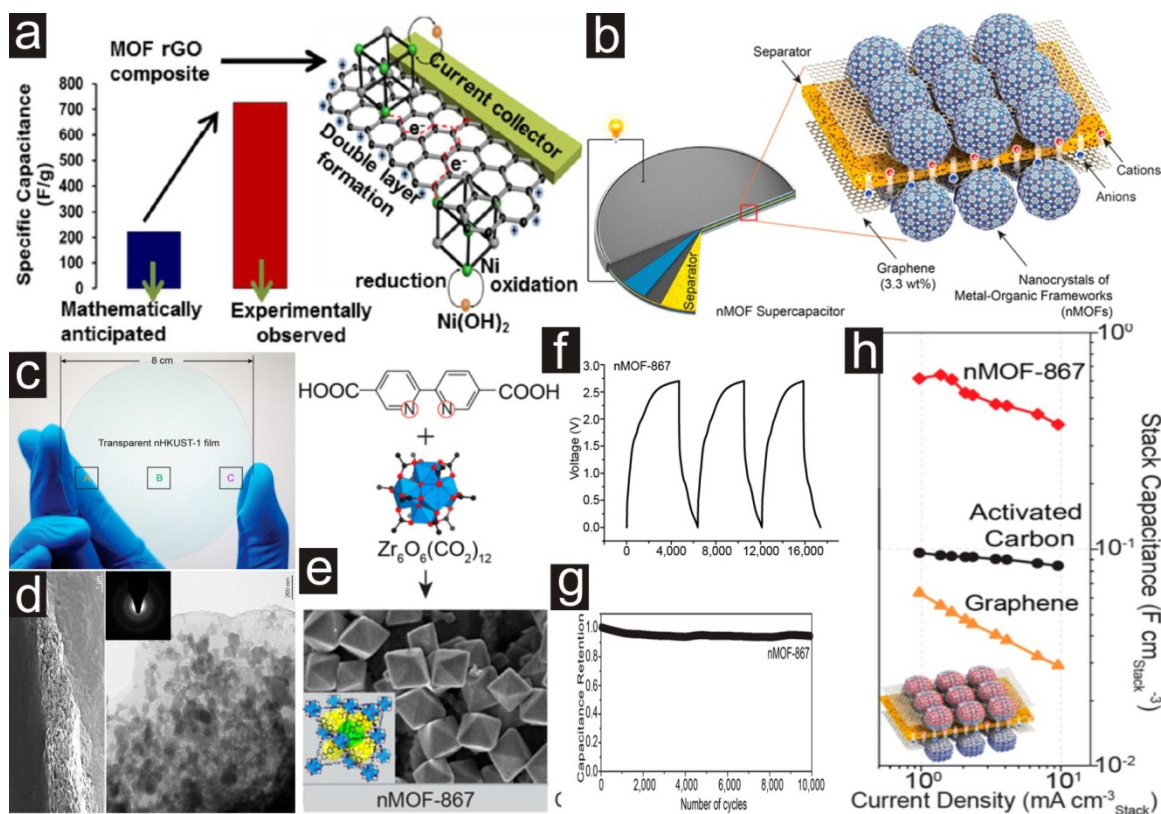 a
MOF rGO
composite
Specific Capacitance
(F/g)
800
700
600
500
400
300
200
100
0
Mathematically
anticipated
Experimentally
observed
Current collector
Double layer
formation
e-
e-
reduction
Ni
oxidation
Ni(OH)2
b
Separator
Cations
Anions
Graphene
(3.3 wt%)
Nanocrystals of
Metal-Organic Frameworks
(nMOFs)
Separator
nMOF Supercapacitor
c
8 cm
Transparent nHKUST-1 film
A
B
C
d
200 nm
HOOC
COOH
N
N
+
Zr6O6(CO2)12
e
nMOF-867
f
nMOF-867
Voltage (V)
3.0
2.5
2.0
1.5
1.0
0.5
0.0
0 4,000 8,000 12,000 16,000
g
Capacitance Retention
1.0
0.8
0.6
0.4
0.2
0.0
nMOF-867
0 2,000 4,000 6,000 8,000 10,000
Number of cycles
h
nMOF-867
Activated
Carbon
Graphene
10^0
10^-1
10^-2
Stack Capacitance (F cm Stack -3)
10^0 10^1
Current Density (mA cm-3 Stack)